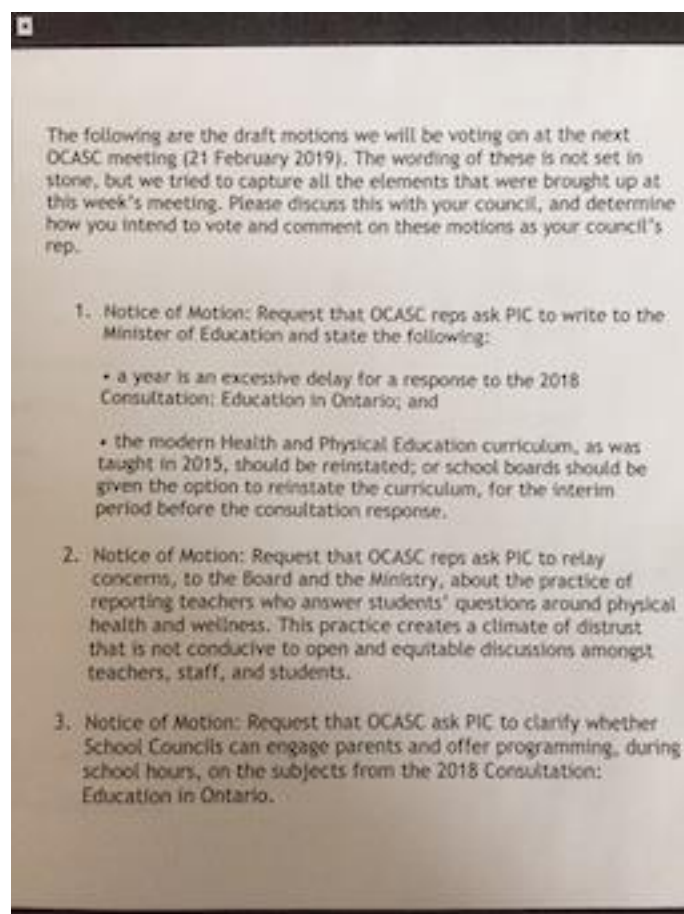 The following are the draft motions we will be voting on at the next
OCASC meeting (21 February 2019). The wording of these is not set in
stone, but we tried to capture all the elements that were brought up at
this week's meeting. Please discuss this with your council, and determine
how you intend to vote and comment on these motions as your council's
rep.
1. Notice of Motion: Request that OCASC reps ask PIC to write to the
Minister of Education and state the following:
• a year is an excessive delay for a response to the 2018
Consultation: Education in Ontario; and
• the modern Health and Physical Education curriculum, as was
taught in 2015, should be reinstated; or school boards should be
given the option to reinstate the curriculum, for the interim
period before the consultation response.
2. Notice of Motion: Request that OCASC reps ask PIC to relay
concerns, to the Board and the Ministry, about the practice of
reporting teachers who answer students' questions around physical
health and wellness. This practice creates a climate of distrust
that is not conducive to open and equitable discussions amongst
teachers, staff, and students.
3. Notice of Motion: Request that OCASC ask PIC to clarify whether
School Councils can engage parents and offer programming, during
school hours, on the subjects from the 2018 Consultation:
Education in Ontario.